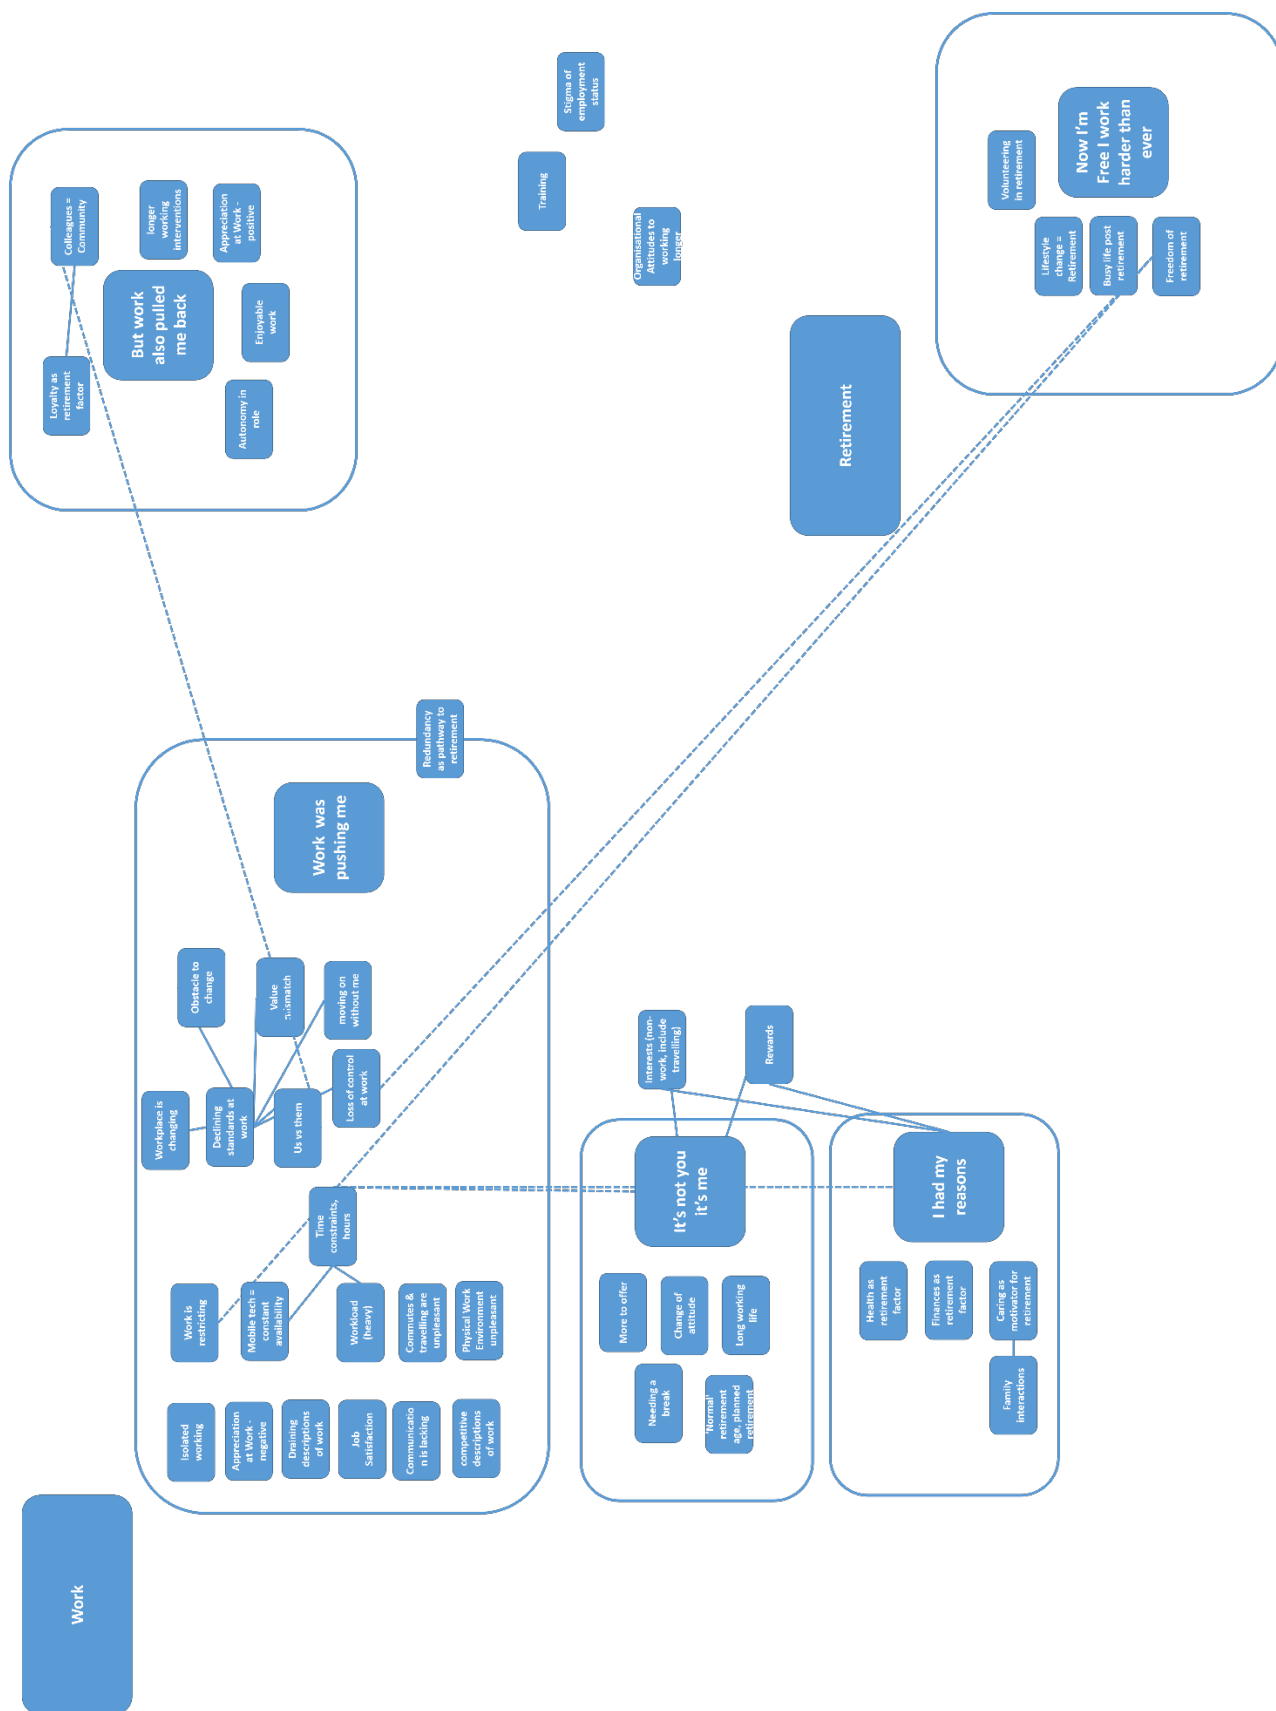 Work
Isolated
working
Appreciation
at Work -
negative
Draining
descriptions
of work
Job
Satisfaction
Communicatio
n is lacking
competitive
descriptions
of work
Work is
restricting
Mobile tech =
constant
availability
Workload
(heavy)
Commutes &
travelling are
unpleasant
Physical Work
Environment
unpleasant
Time
constraints,
hours
Workplace is
changing
Declining
standards at
work
Us vs them
Loss of control
at work
Obstacle to
change
Value
mismatch
moving on
without me
Work was
pushing me
Redundancy
as pathway to
retirement
Loyalty as
retirement
factor
Colleagues =
Community
But work
also pulled
me back
longer
working
interventions
Appreciation
at Work -
positive
Enjoyable
work
Autonomy in
role
Stigma of
employment
status
Training
Organisational
Attitudes to
working
longer
Needing a
break
'Normal'
retirement
age, planned
retirement
More to offer
Change of
attitude
Long working
life
It's not you
it's me
Interests (non-
work, include
travelling)
Rewards
Retirement
Health as
retirement
factor
Finances as
retirement
factor
Caring as
motivator for
retirement
Family
interactions
I had my
reasons
Volunteering
in retirement
Lifestyle
change =
Retirement
Busy life post
retirement
Freedom of
retirement
Now I'm
Free I work
harder than
ever